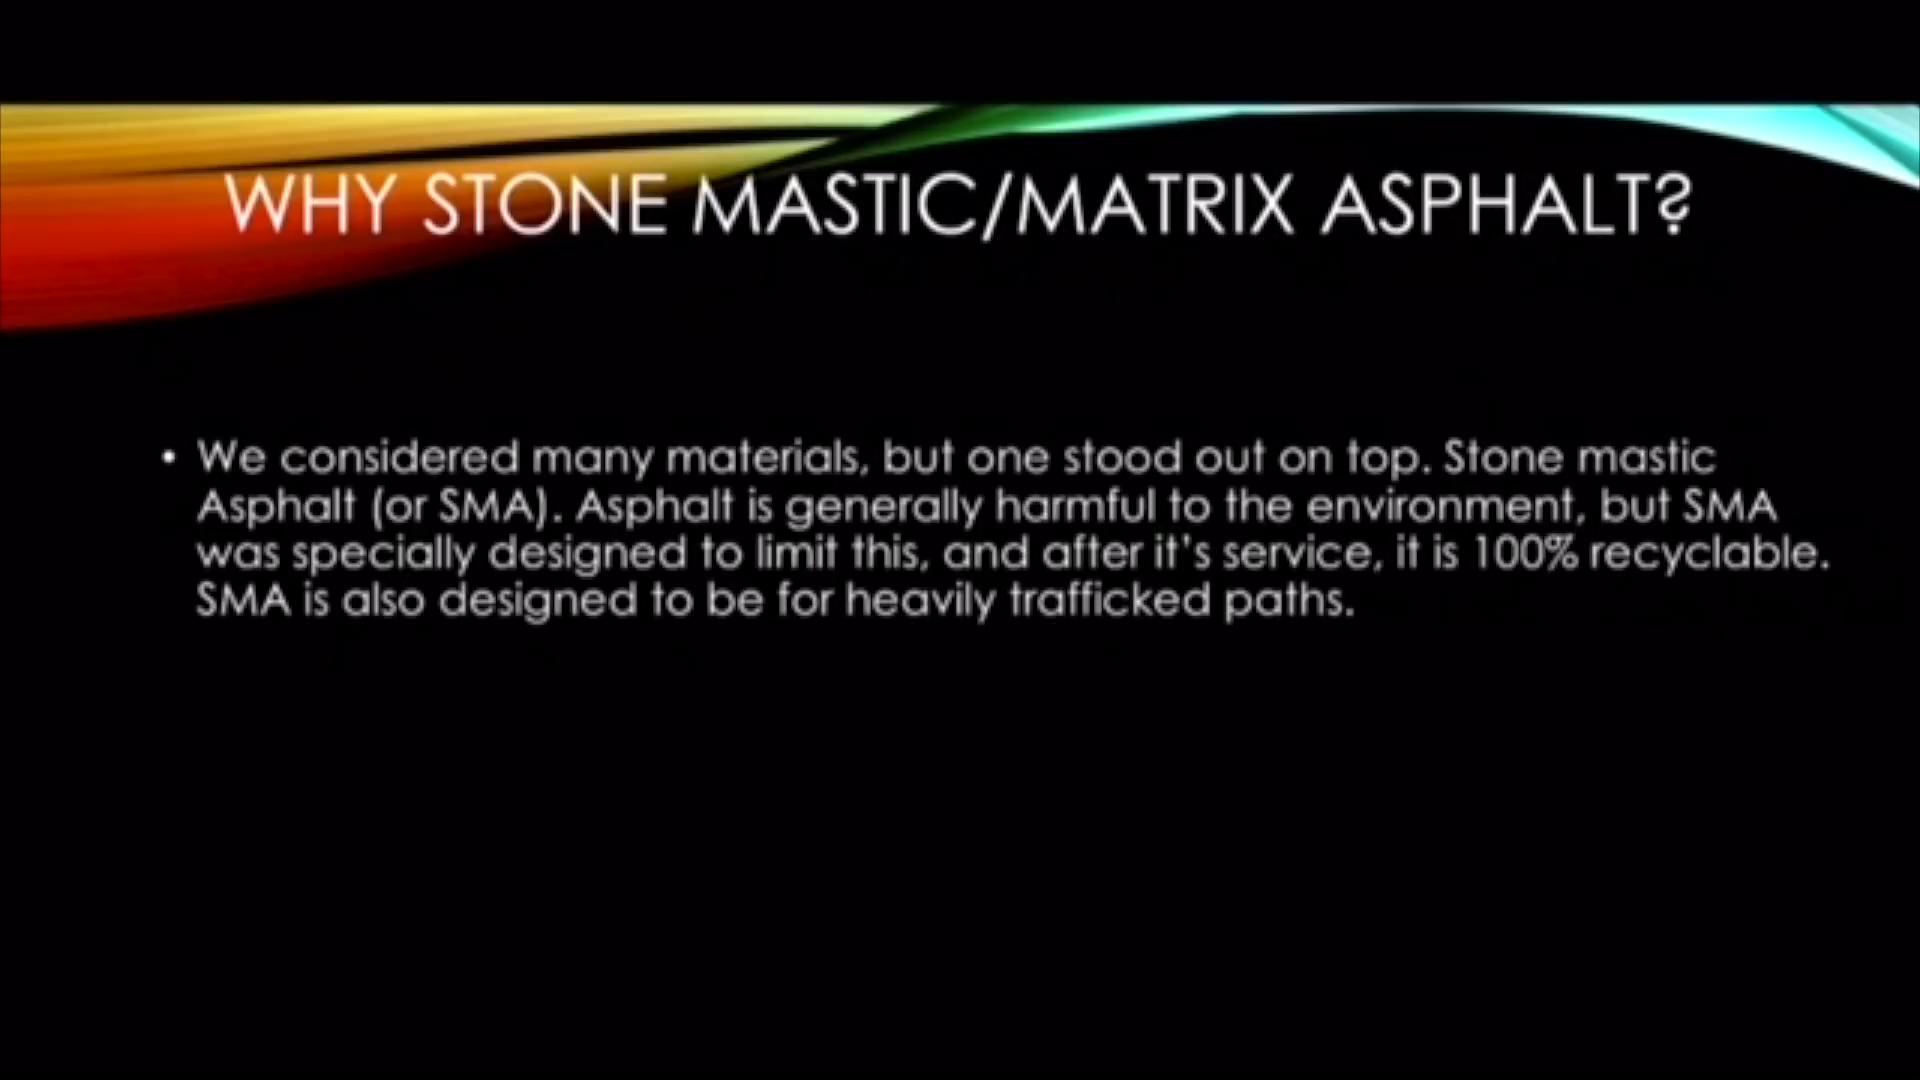 WHY STONE MASTIC/MATRIX ASPHALT?
• We considered many materials, but one stood out on top. Stone mastic
Asphalt (or SMA). Asphalt is generally harmful to the environment, but SMA
was specially designed to limit this, and after it's service, it is 100% recyclable.
SMA is also designed to be for heavily trafficked paths.